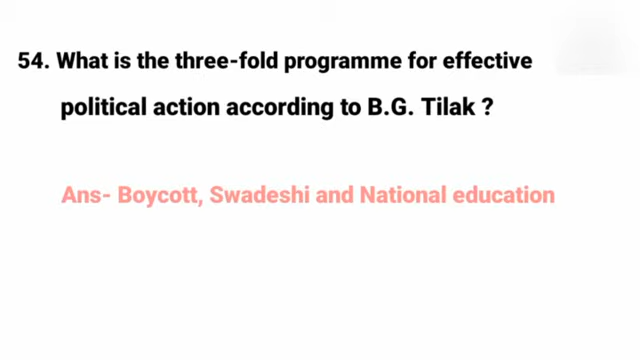 54. What is the three-fold programme for effective
political action according to B.G. Tilak ?
Ans- Boycott, Swadeshi and National education